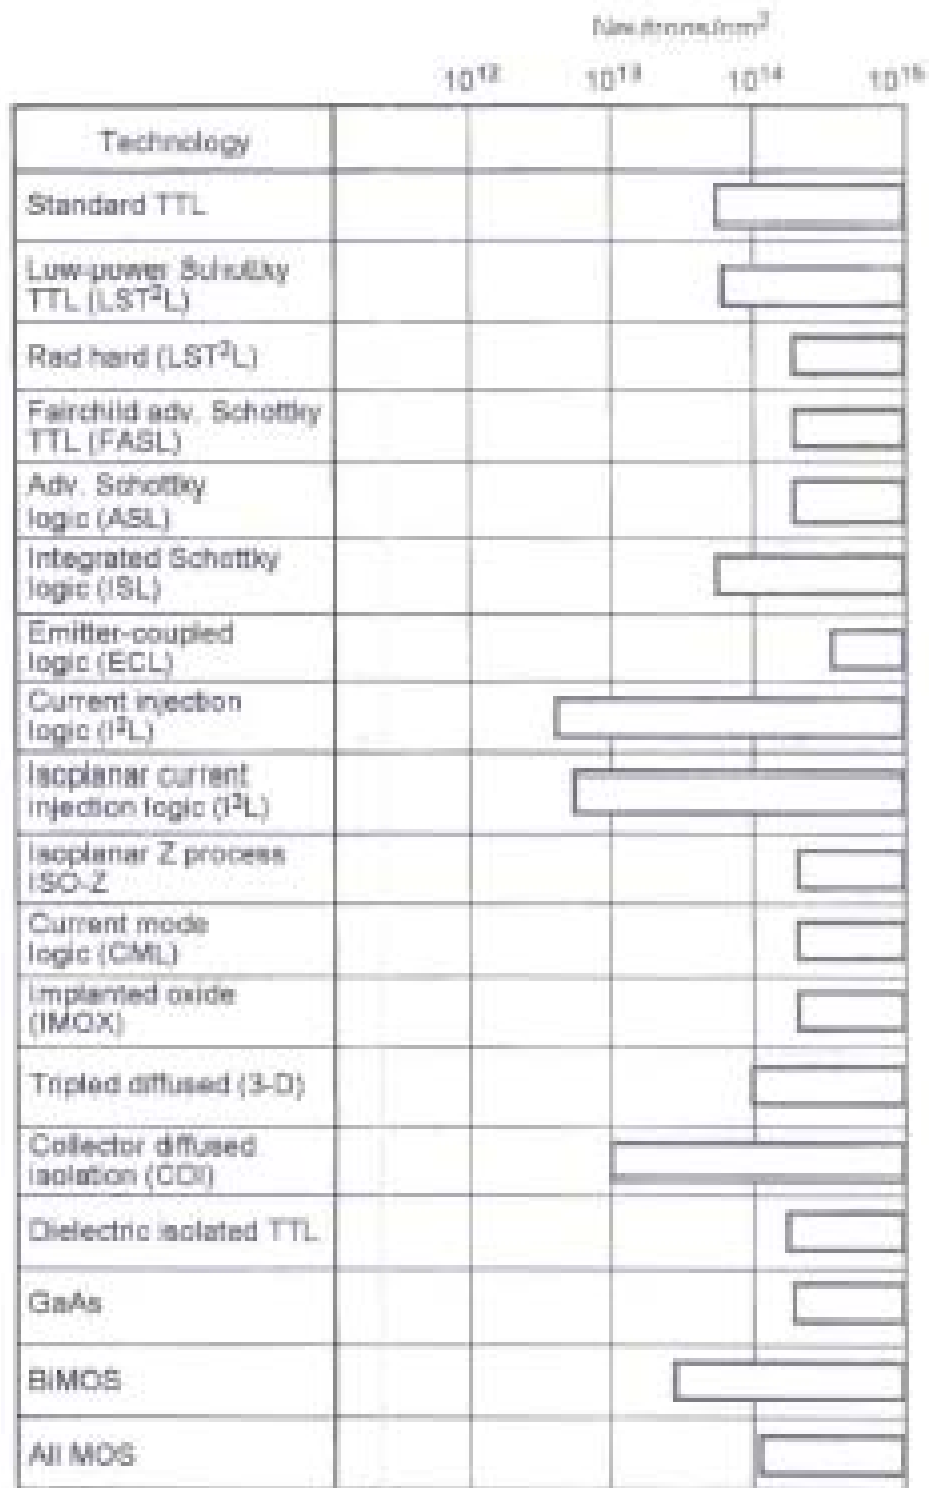 Neutrons/cm²
10¹² 10¹³ 10¹⁴ 10¹⁵
Technology
Standard TTL
Low-power Schottky
TTL (LST²L)
Rad hard (LST²L)
Fairchild adv. Schottky
TTL (FASL)
Adv. Schottky
logic (ASL)
Integrated Schottky
logic (ISL)
Emitter-coupled
logic (ECL)
Current injection
logic (I²L)
Isoplanar current
injection logic (I³L)
Isoplanar Z process
ISO-Z
Current mode
logic (CML)
Implanted oxide
(IMOX)
Tripled diffused (3-D)
Collector diffused
isolation (CDI)
Dielectric isolated TTL
GaAs
BiMOS
All MOS